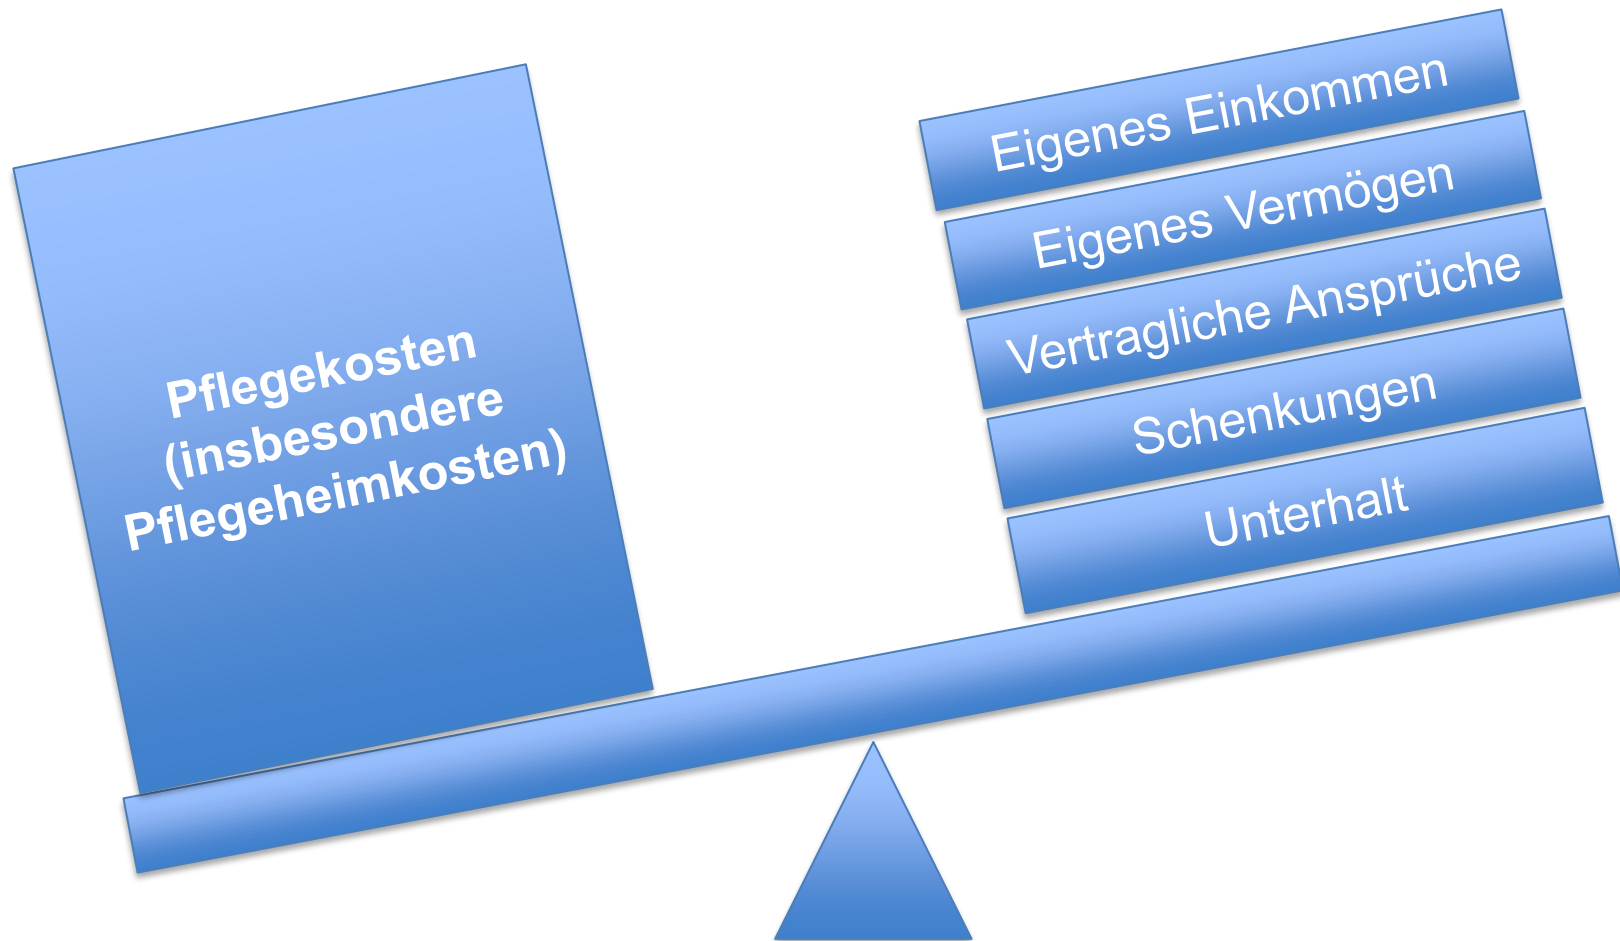 Pflegekosten
(insbesondere
Pflegeheimkosten)
Eigenes Einkommen
Eigenes Vermögen
Vertragliche Ansprüche
Schenkungen
Unterhalt